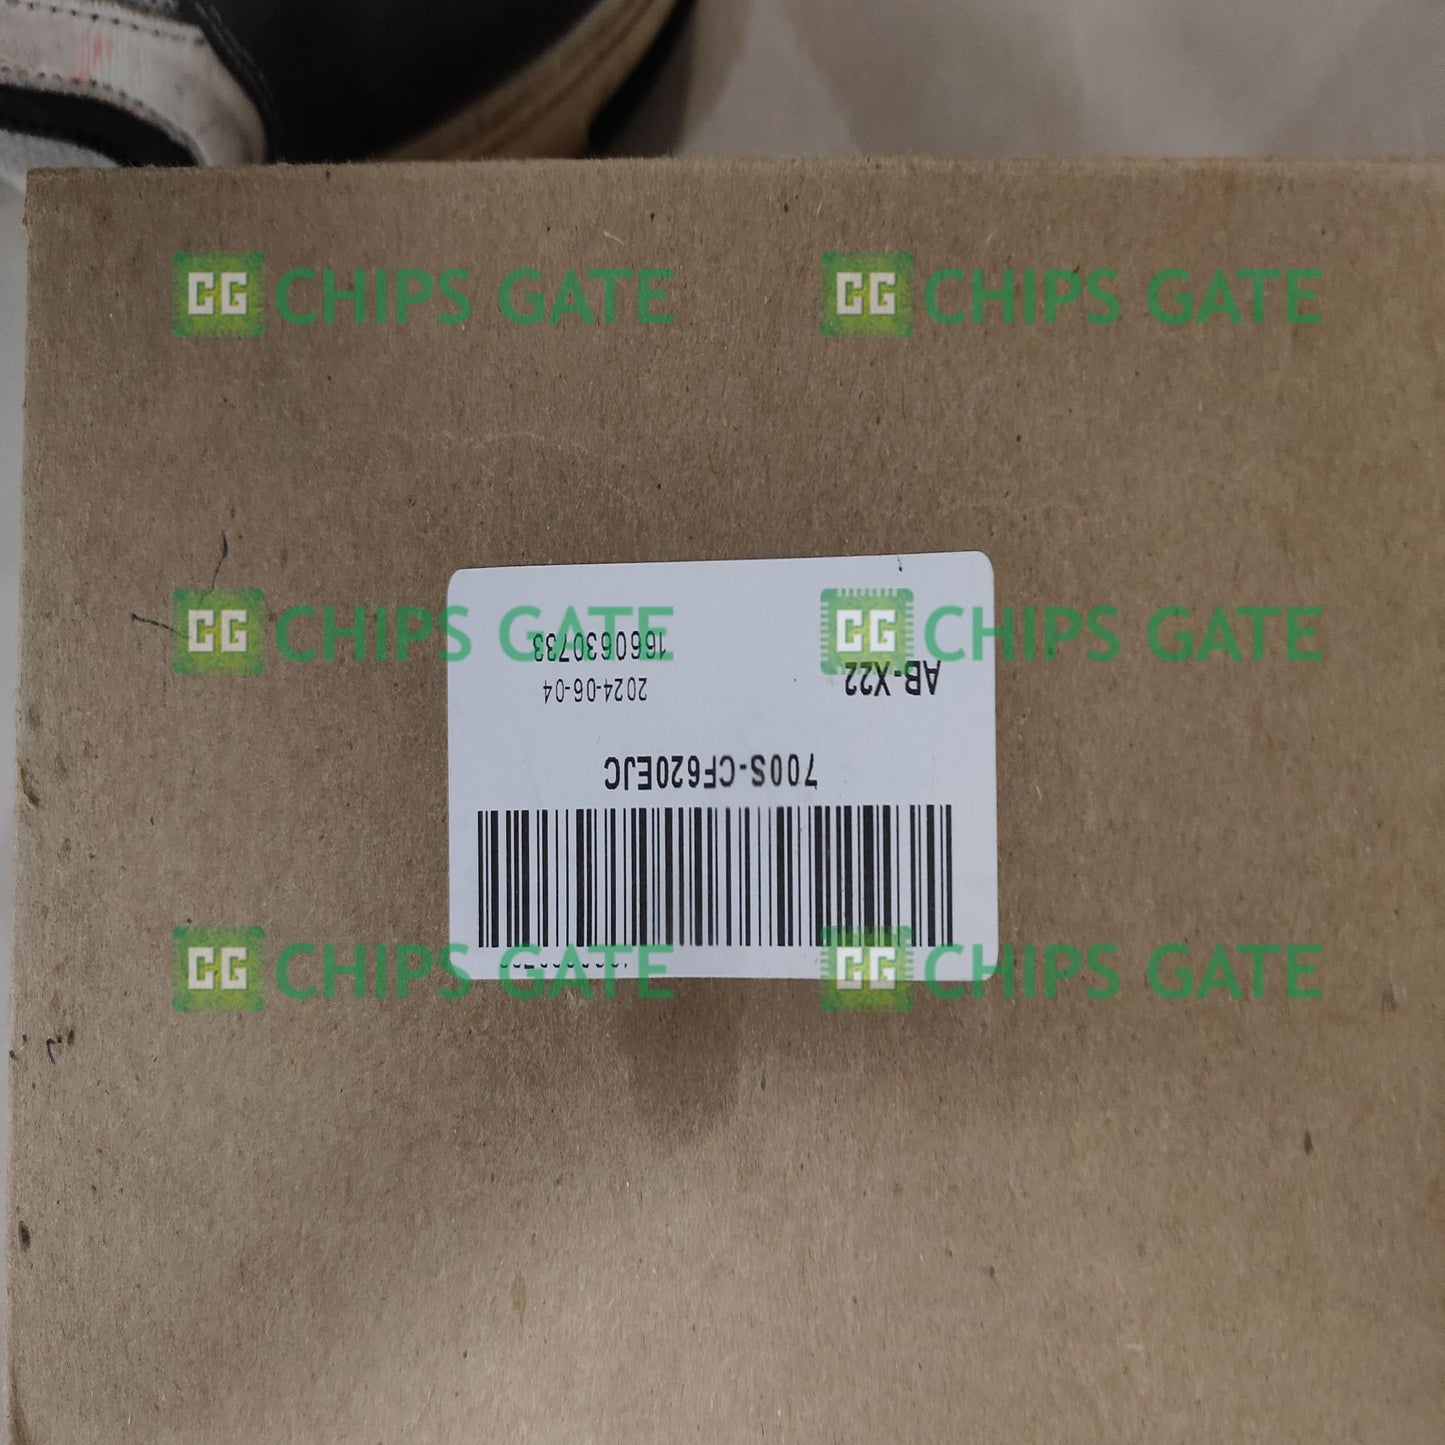 CG CHIPS GATE
CG CHIPS GATE
CG CHIPS GATE
CG CHIPS GATE
CG CHIPS GATE
CG CHIPS GATE
700S-CF620EJC
AB-X22
2024-06-04
1660630733